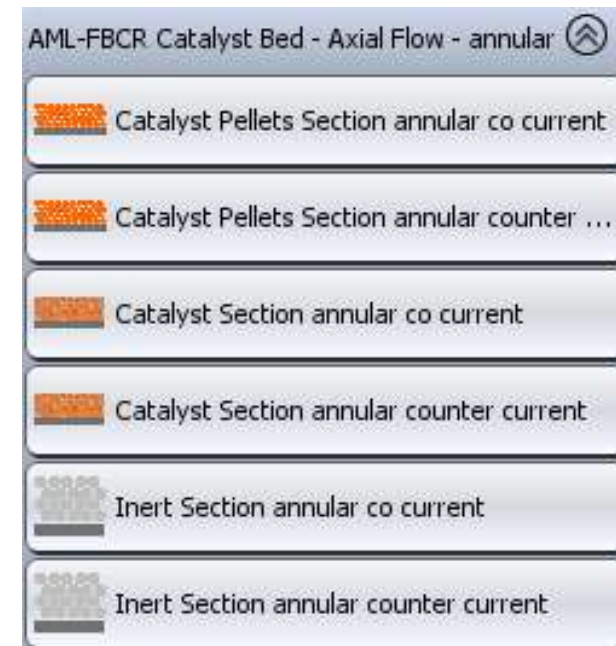 AML-FBCR Catalyst Bed - Axial Flow - annular
Catalyst Pellets Section annular co current
Catalyst Pellets Section annular counter ...
Catalyst Section annular co current
Catalyst Section annular counter current
Inert Section annular co current
Inert Section annular counter current